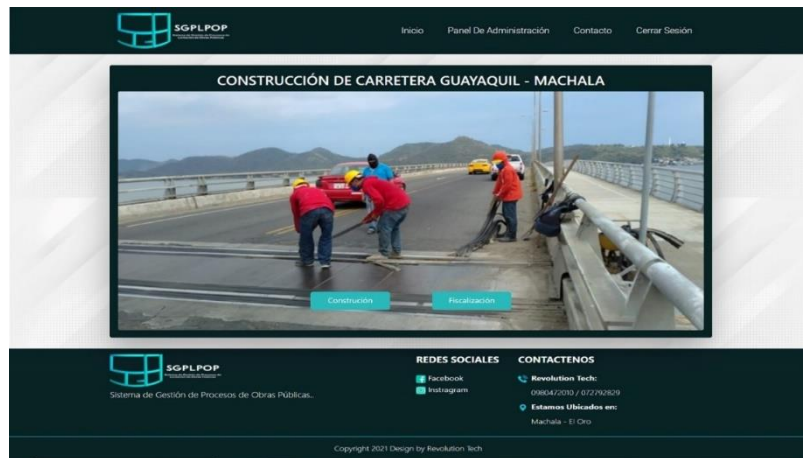 SGPLPOP
Inicio
Panel De Administración
Contacto
Cerrar Sesión
CONSTRUCCIÓN DE CARRETERA GUAYAQUIL - MACHALA
Construción
Fiscalización
SGPLPOP
Sistema de Gestión de Procesos de Obras Públicas..
REDES SOCIALES
Facebook
Instragram
CONTACTENOS
Revolution Tech:
0980472010 / 072792829
Estamos Ubicados en:
Machala - El Oro
Copyright 2021 Design by Revolution Tech